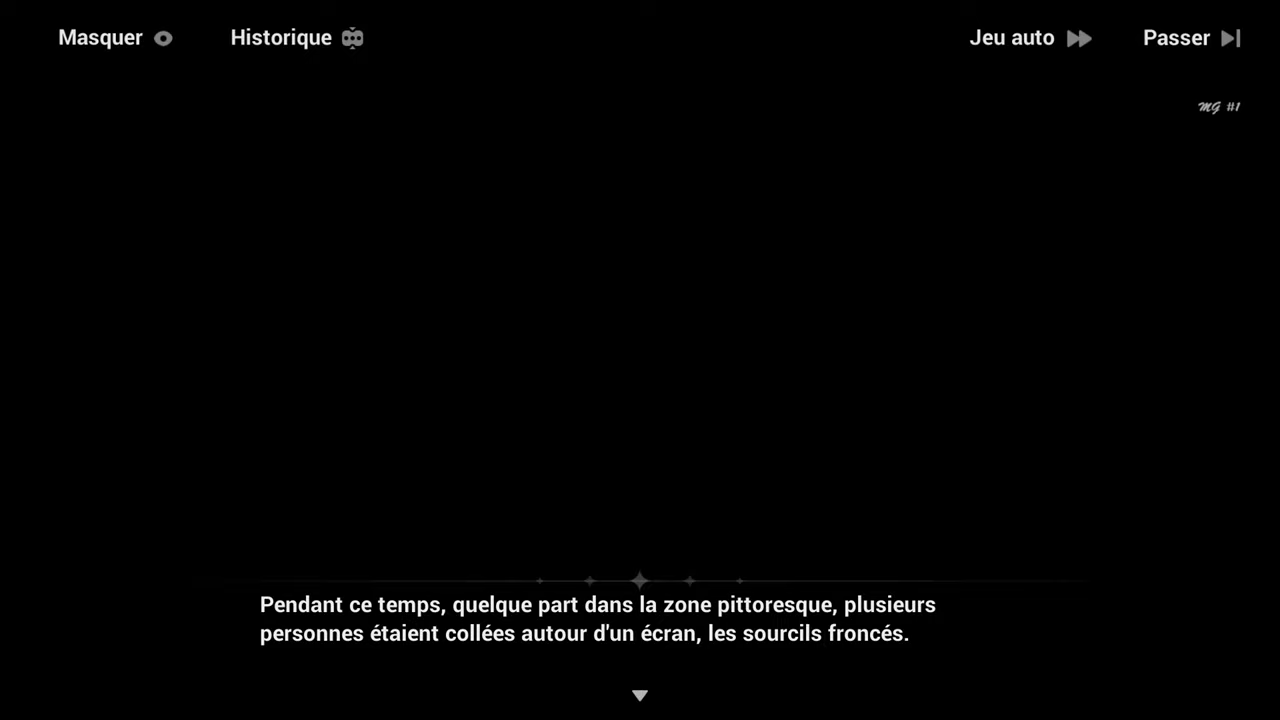 Masquer
Historique
Jeu auto
Passer
MG #1
Pendant ce temps, quelque part dans la zone pittoresque, plusieurs
personnes étaient collées autour d'un écran, les sourcils froncés.